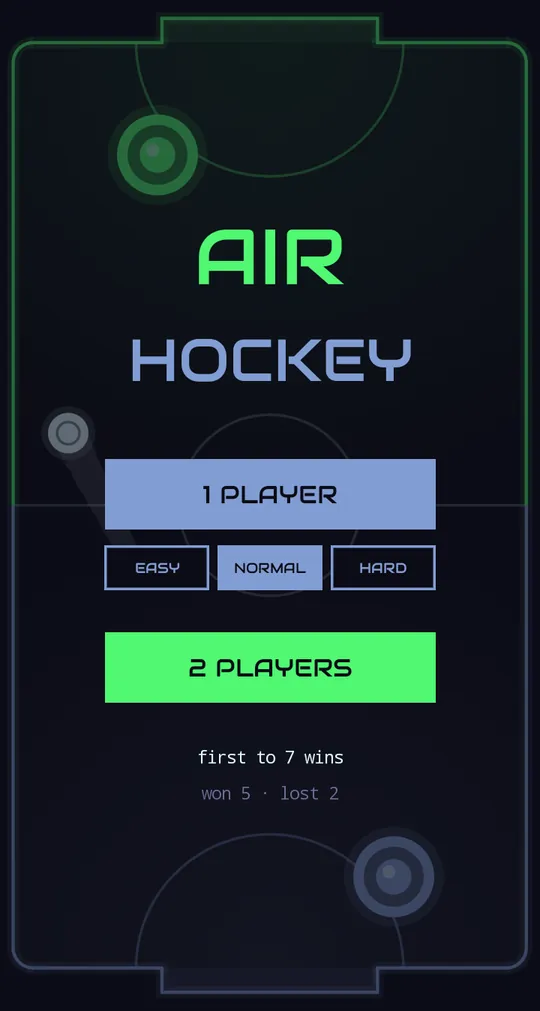 AIR
HOCKEY
1 PLAYER
EASY NORMAL HARD
2 PLAYERS
first to 7 wins
won 5 · lost 2